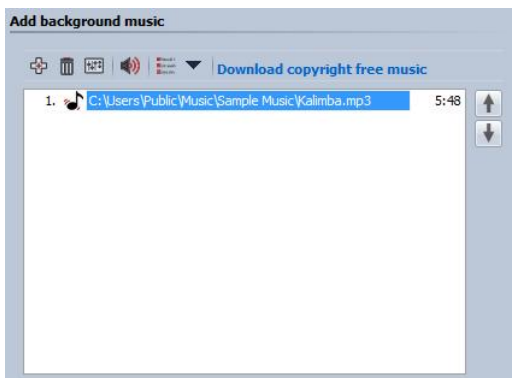 Add background music
Download copyright free music
1. C:\Users\Public\Music\Sample Music\Kalimba.mp3 5:48